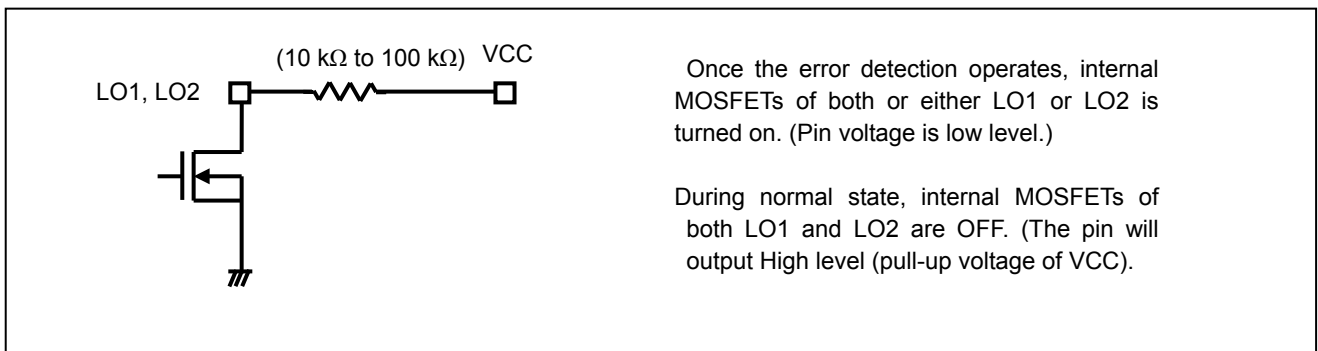 (10 kΩ to 100 kΩ) VCC
LO1, LO2
Once the error detection operates, internal
MOSFETs of both or either LO1 or LO2 is
turned on. (Pin voltage is low level.)
During normal state, internal MOSFETs of
both LO1 and LO2 are OFF. (The pin will
output High level (pull-up voltage of VCC).